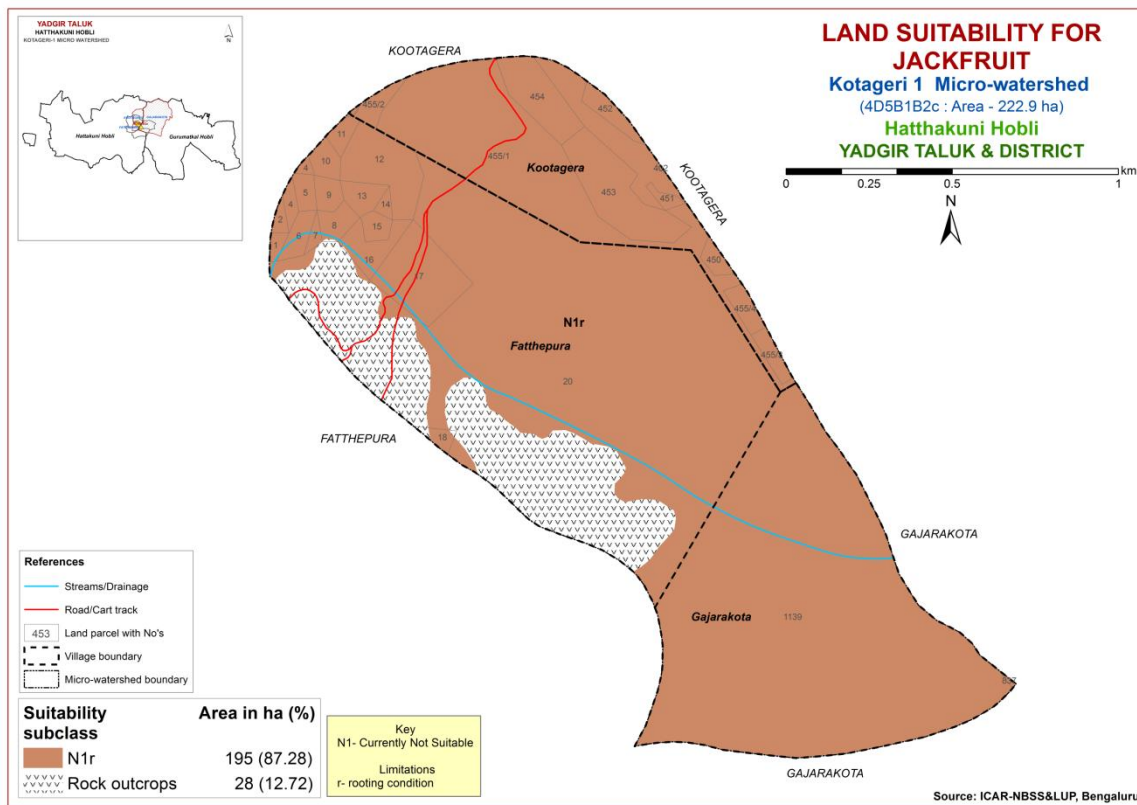 YADGIR TALUK
HATTHAKUNI HOBLI
KOTAGERI-1 MICRO WATERSHED
N
Hattakuni Hobli
Gurumatkal Hobli
LAND SUITABILITY FOR
JACKFRUIT
Kotageri 1 Micro-watershed
(4D5B1B2c : Area - 222.9 ha)
Hatthakuni Hobli
YADGIR TALUK & DISTRICT
km
0 0.25 0.5 1
N
KOOTAGERA
455/2
454
452
11
455/1
12
10
Kootagera
4
462
453
451
KOOTAGERA
5
9
13
14
4
2
8
15
6
7
1
16
450
17
455/4
N1r
Fatthepura
455/3
20
FATTHEPURA
18
GAJARAKOTA
Gajarakota
1139
GAJARAKOTA
References
Streams/Drainage
Road/Cart track
453 Land parcel with No's
Village boundary
Micro-watershed boundary
Suitability subclass Area in ha (%)
N1r 195 (87.28)
Rock outcrops 28 (12.72)
Key
N1- Currently Not Suitable
Limitations
r- rooting condition
Source: ICAR-NBSS&LUP, Bengaluru